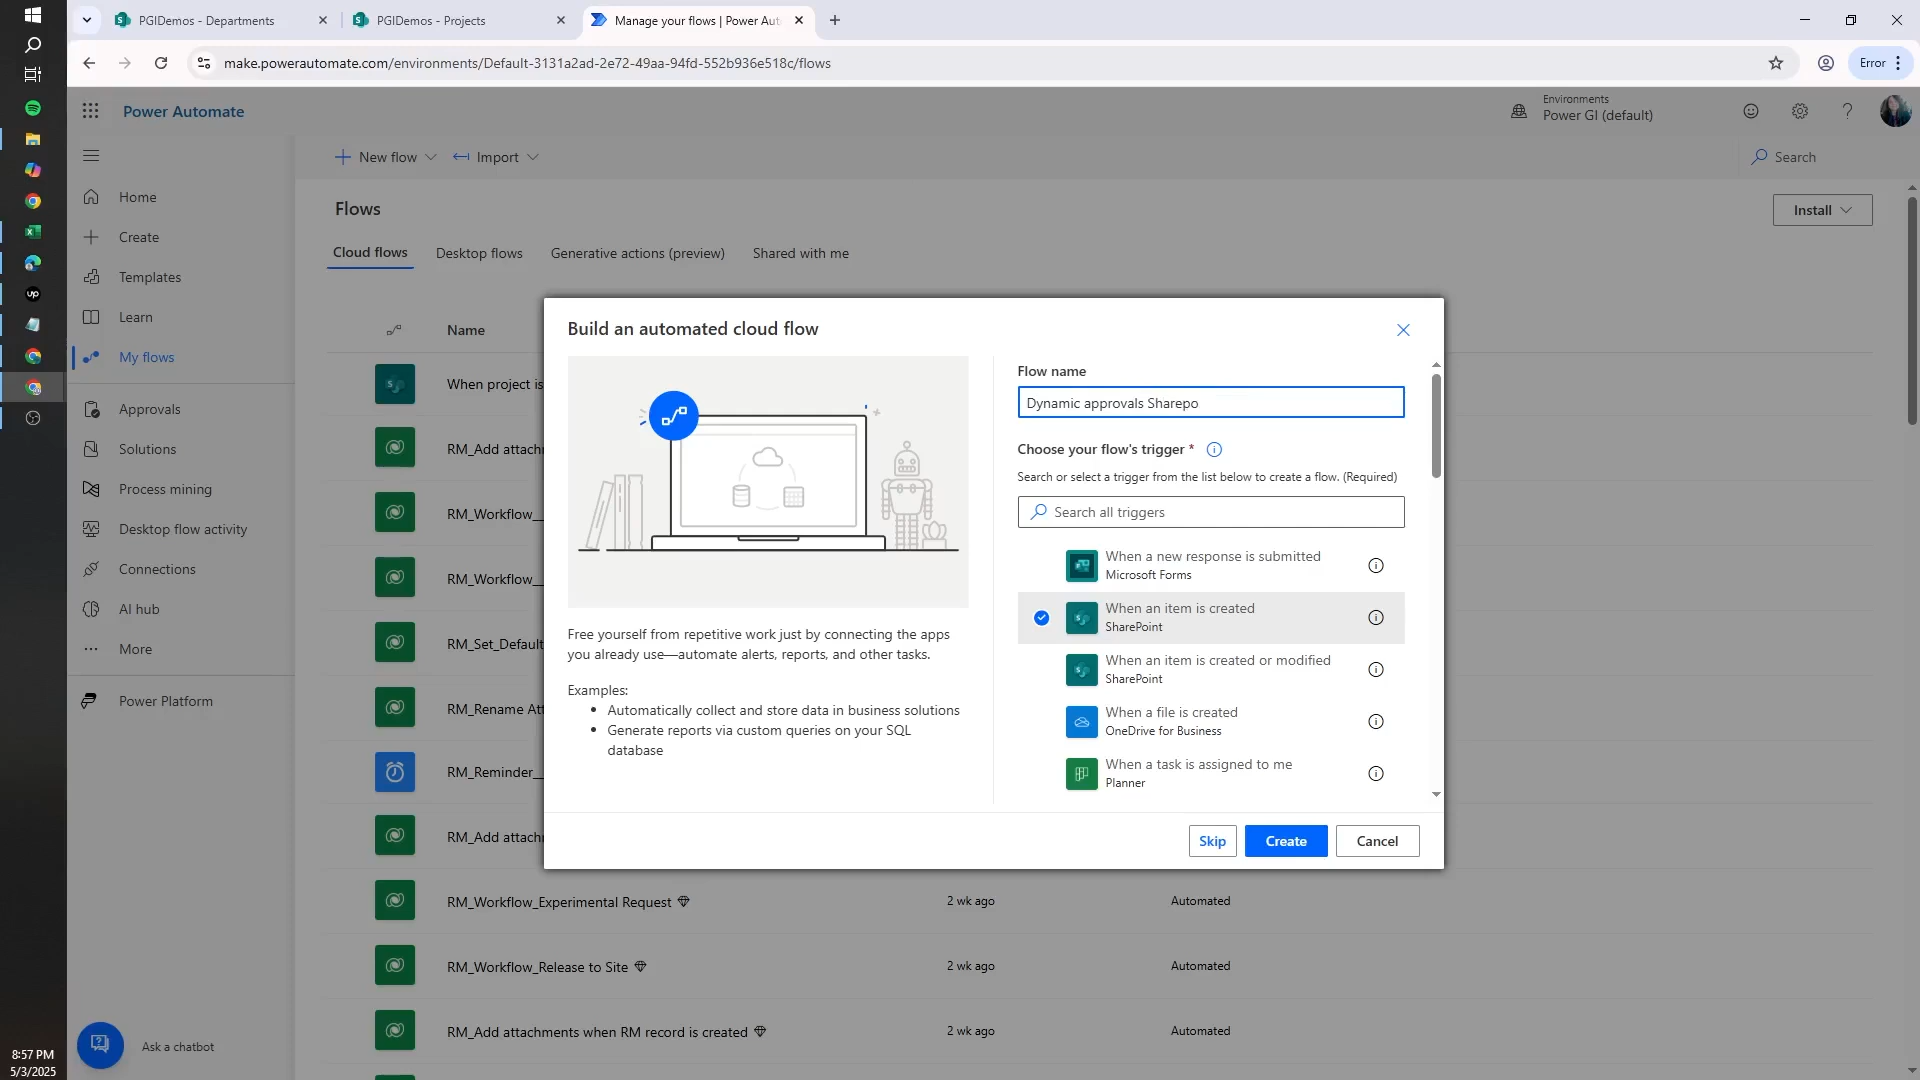 PGIDemos - Departments
PGIDemos - Projects
Manage your flows | Power Aut
make.powerautomate.com/environments/Default-3131a2ad-2e72-49aa-94fd-552b936e518c/flows
Error
Power Automate
Environments
Power GI (default)
New flow
Import
Search
Home
Create
Templates
Learn
My flows
Approvals
Solutions
Process mining
Desktop flow activity
Connections
AI hub
More
Power Platform
Ask a chatbot
Flows
Install
Cloud flows
Desktop flows
Generative actions (preview)
Shared with me
Name
When project is
RM_Add attachn
RM_Workflow_
RM_Workflow_
RM_Set_Default
RM_Rename Att
RM_Reminder_
RM_Add attachn
RM_Workflow_Experimental Request
2 wk ago
Automated
RM_Workflow_Release to Site
2 wk ago
Automated
RM_Add attachments when RM record is created
2 wk ago
Automated
Build an automated cloud flow
Free yourself from repetitive work just by connecting the apps
you already use—automate alerts, reports, and other tasks.
Examples:
• Automatically collect and store data in business solutions
• Generate reports via custom queries on your SQL
database
Flow name
Dynamic approvals Sharepo
Choose your flow's trigger *
Search or select a trigger from the list below to create a flow. (Required)
Search all triggers
When a new response is submitted
Microsoft Forms
When an item is created
SharePoint
When an item is created or modified
SharePoint
When a file is created
OneDrive for Business
When a task is assigned to me
Planner
Skip
Create
Cancel
up
8:57 PM
5/3/2025